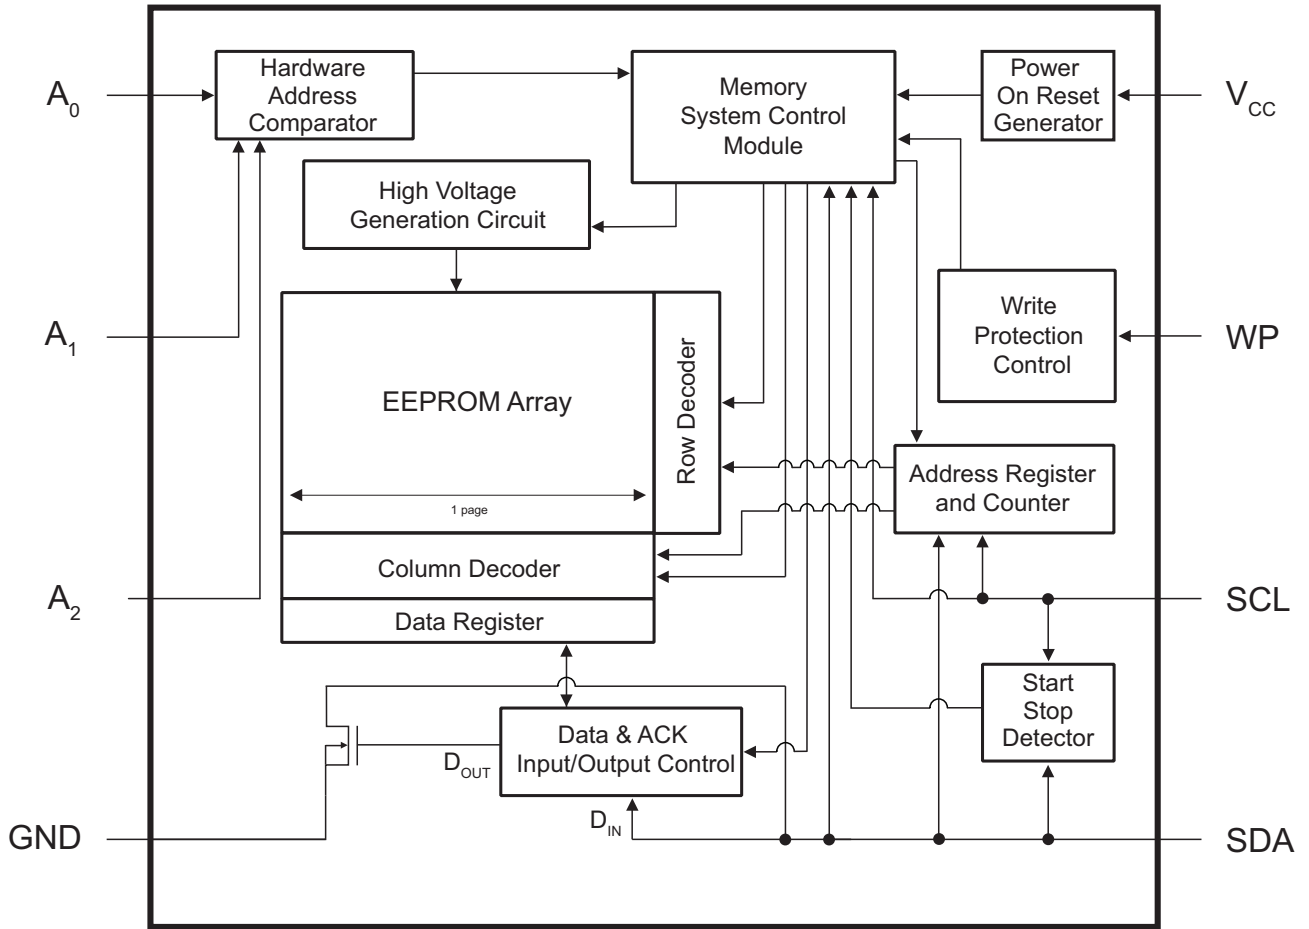 A0
Hardware
Address
Comparator
Memory
System Control
Module
Power
On Reset
Generator
VCC
High Voltage
Generation Circuit
A1
EEPROM Array
1 page
Row Decoder
Write
Protection
Control
WP
Address Register
and Counter
Column Decoder
Data Register
A2
SCL
Start
Stop
Detector
Data & ACK
Input/Output Control
DOUT
DIN
GND
SDA